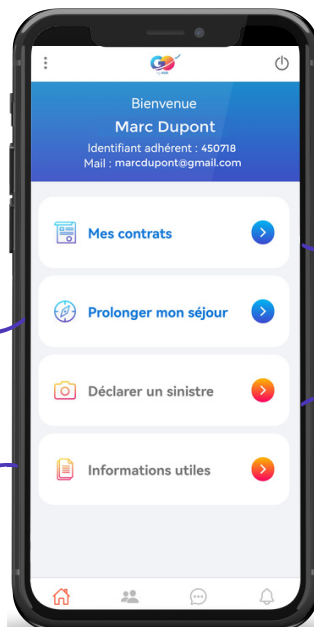 GO
Bienvenue
Marc Dupont
Identifiant adhérent : 450718
Mail : marcdupont@gmail.com
Mes contrats
Prolonger mon séjour
Déclarer un sinistre
Informations utiles